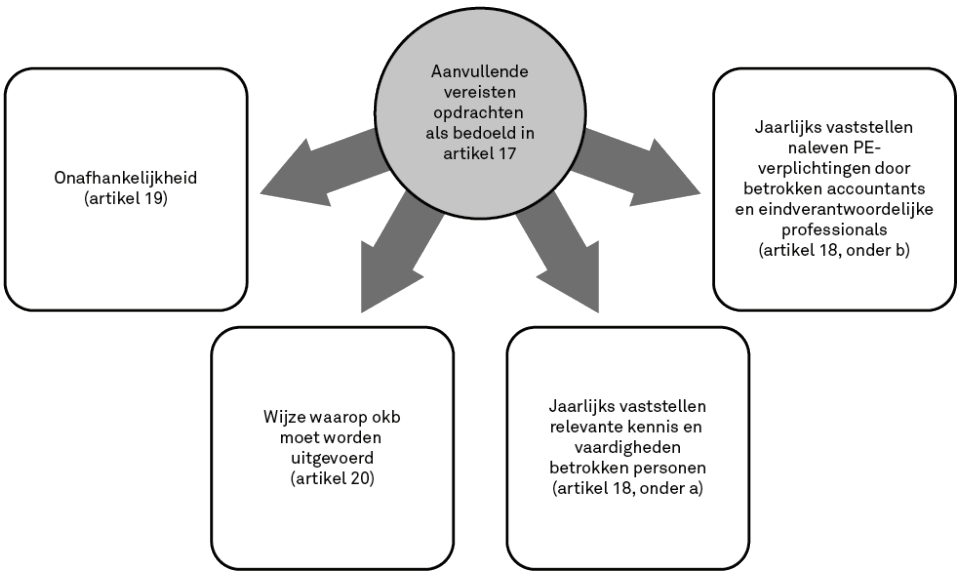 Aanvullende
vereisten
opdrachten
als bedoeld in
artikel 17
Onafhankelijkheid
(artikel 19)
Wijze waarop okb
moet worden
uitgevoerd
(artikel 20)
Jaarlijks vaststellen
relevante kennis en
vaardigheden
betrokken personen
(artikel 18, onder a)
Jaarlijks vaststellen
naleven PE-
verplichtingen door
betrokken accountants
en eindverantwoordelijke
professionals
(artikel 18, onder b)